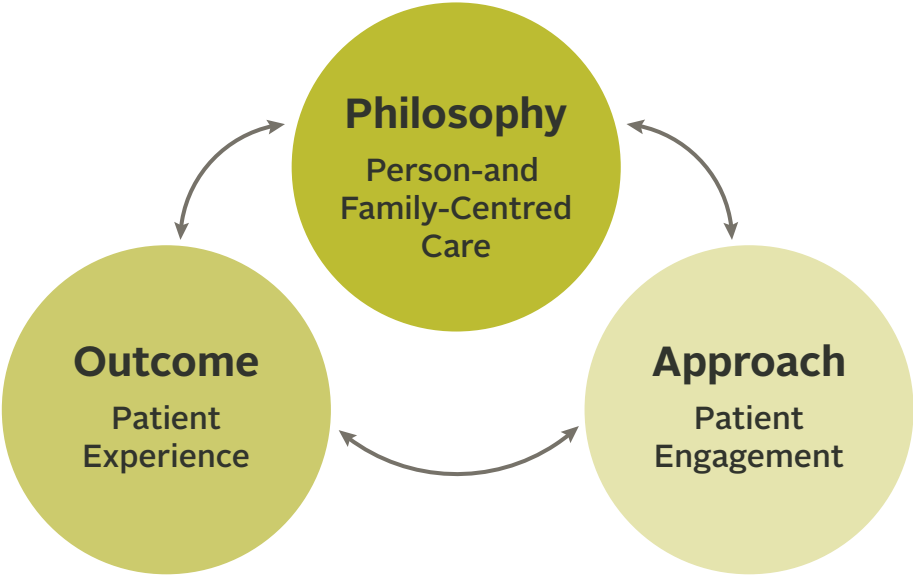 Philosophy
Person-and
Family-Centred
Care
Outcome
Patient
Experience
Approach
Patient
Engagement